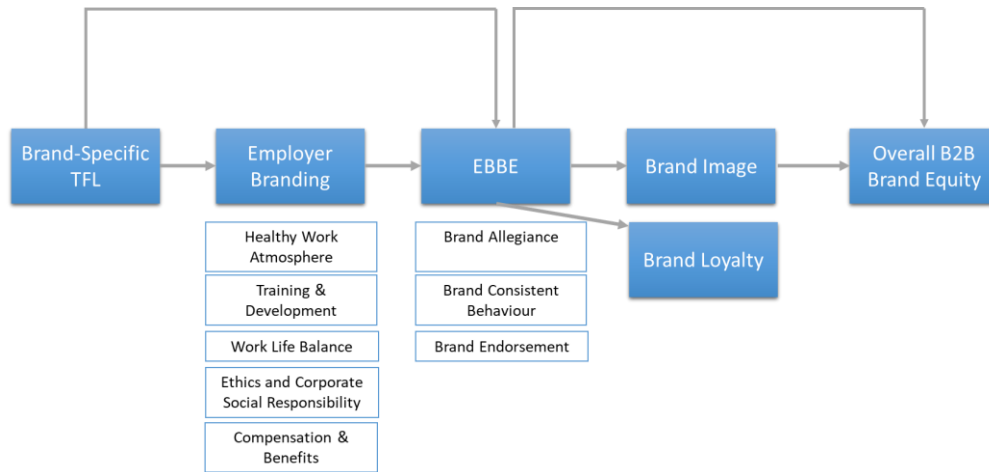 Brand-Specific
TFL
Employer
Branding
EBBE
Brand Image
Overall B2B
Brand Equity
Healthy Work
Atmosphere
Training &
Development
Work Life Balance
Ethics and Corporate
Social Responsibility
Compensation &
Benefits
Brand Allegiance
Brand Consistent
Behaviour
Brand Endorsement
Brand Loyalty